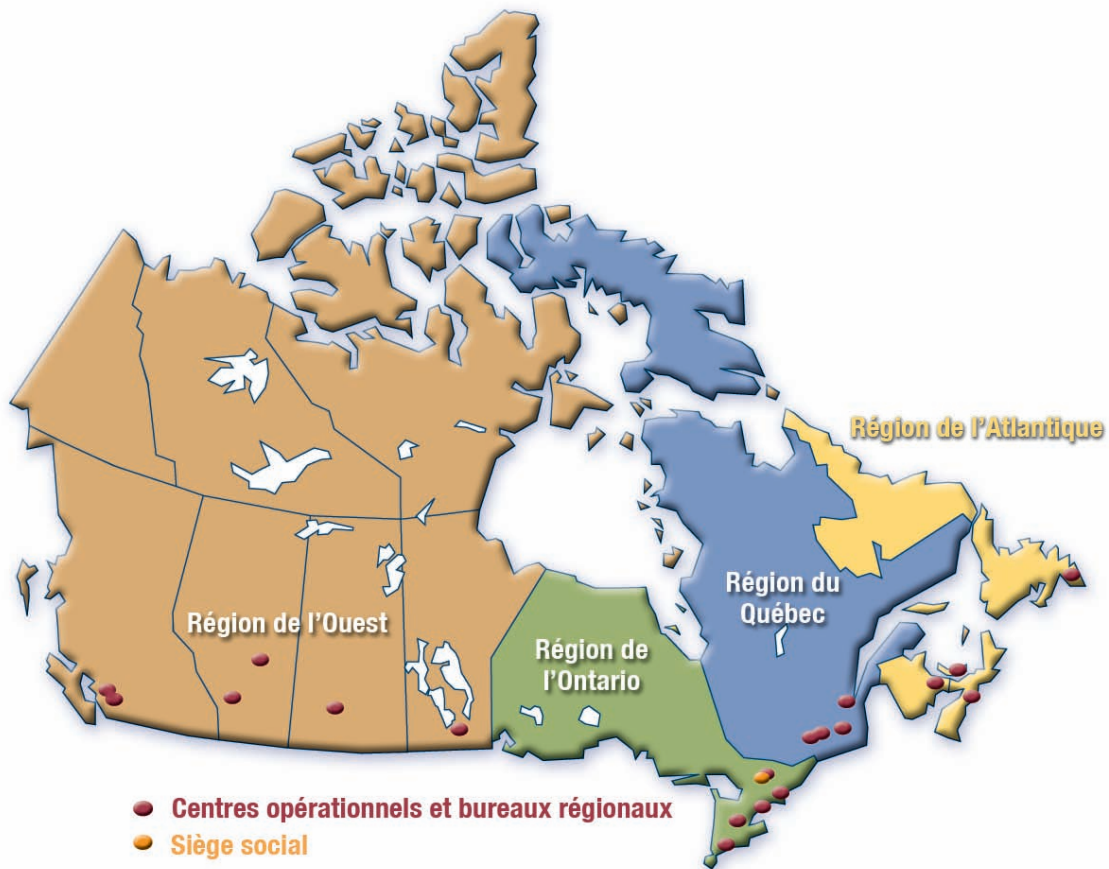 Région de l'Atlantique
Région du
Québec
Région de l'Ouest
Région de
l'Ontario
Centres opérationnels et bureaux régionaux
Siège social